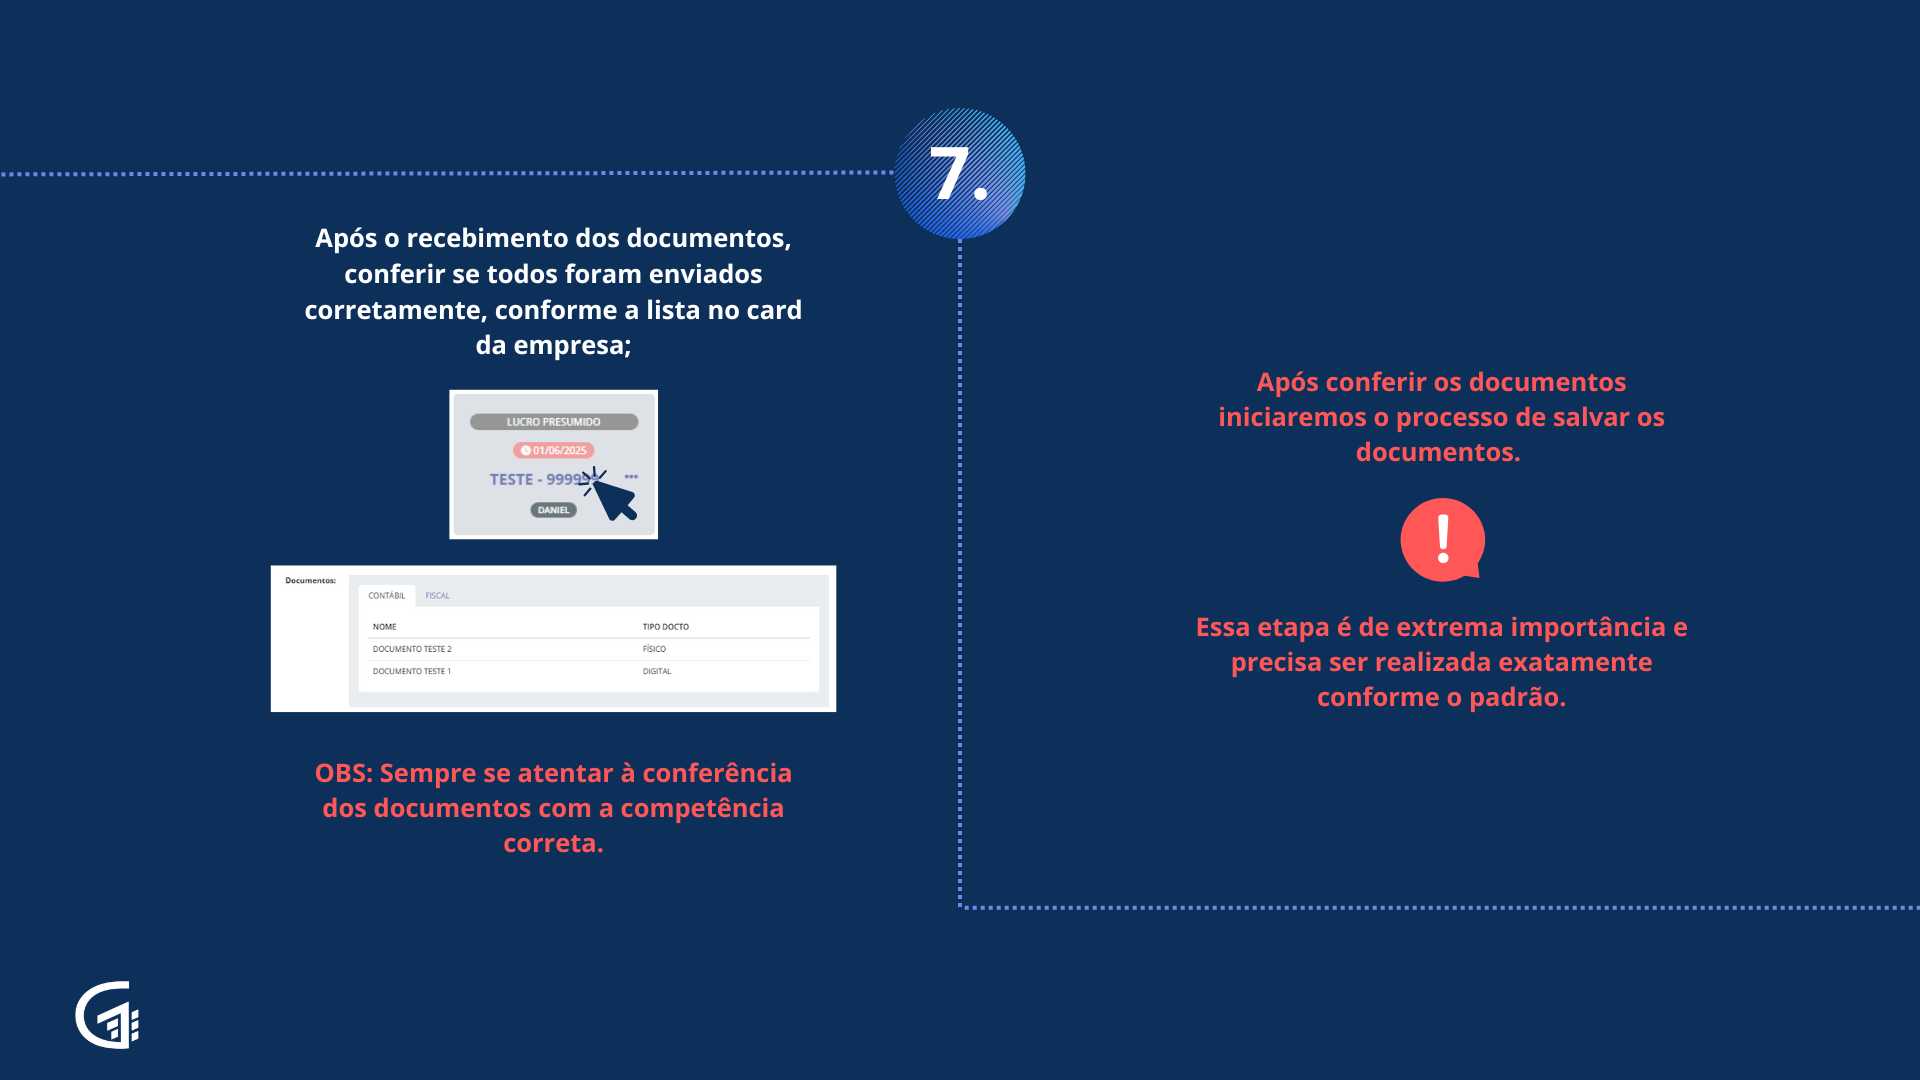 7.
Após o recebimento dos documentos,
conferir se todos foram enviados
corretamente, conforme a lista no card
da empresa;
LUCRO PRESUMIDO
01/06/2025
TESTE - 999999
DANIEL
Documentos:
CONTÁBIL FISCAL
NOME TIPO DOCTO
DOCUMENTO TESTE 2 FÍSICO
DOCUMENTO TESTE 1 DIGITAL
OBS: Sempre se atentar à conferência
dos documentos com a competência
correta.
Após conferir os documentos
iniciaremos o processo de salvar os
documentos.
!
Essa etapa é de extrema importância e
precisa ser realizada exatamente
conforme o padrão.